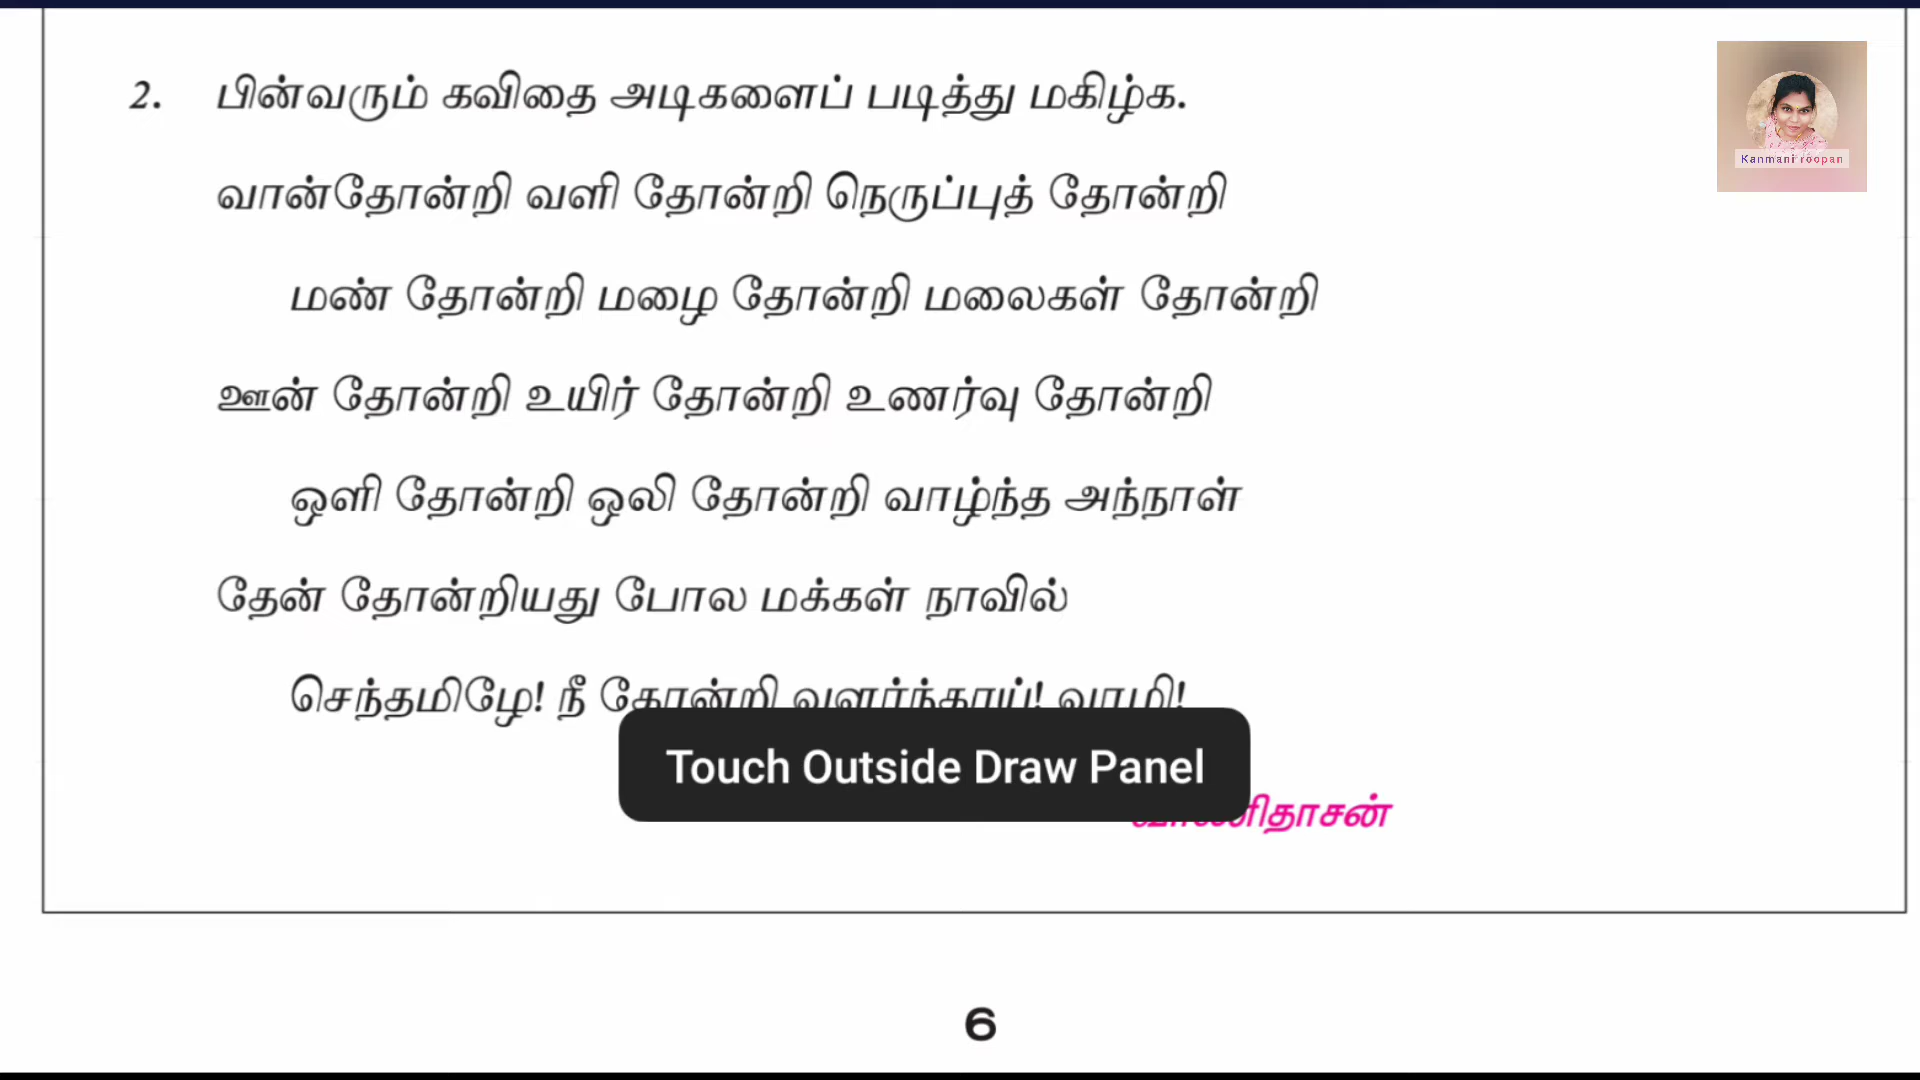 2. பின்வரும் கவிதை அடிகளைப் படித்து மகிழ்க.
Kanmani roopan
வான்தோன்றி வளி தோன்றி நெருப்புத் தோன்றி
மண் தோன்றி மழை தோன்றி மலைகள் தோன்றி
ஊன் தோன்றி உயிர் தோன்றி உணர்வு தோன்றி
ஒளி தோன்றி ஒலி தோன்றி வாழ்ந்த அந்நாள்
தேன் தோன்றியது போல மக்கள் நாவில்
செந்தமிழே! நீ தோன்றி வளர்ந்தாய்! வாழி!
Touch Outside Draw Panel
6